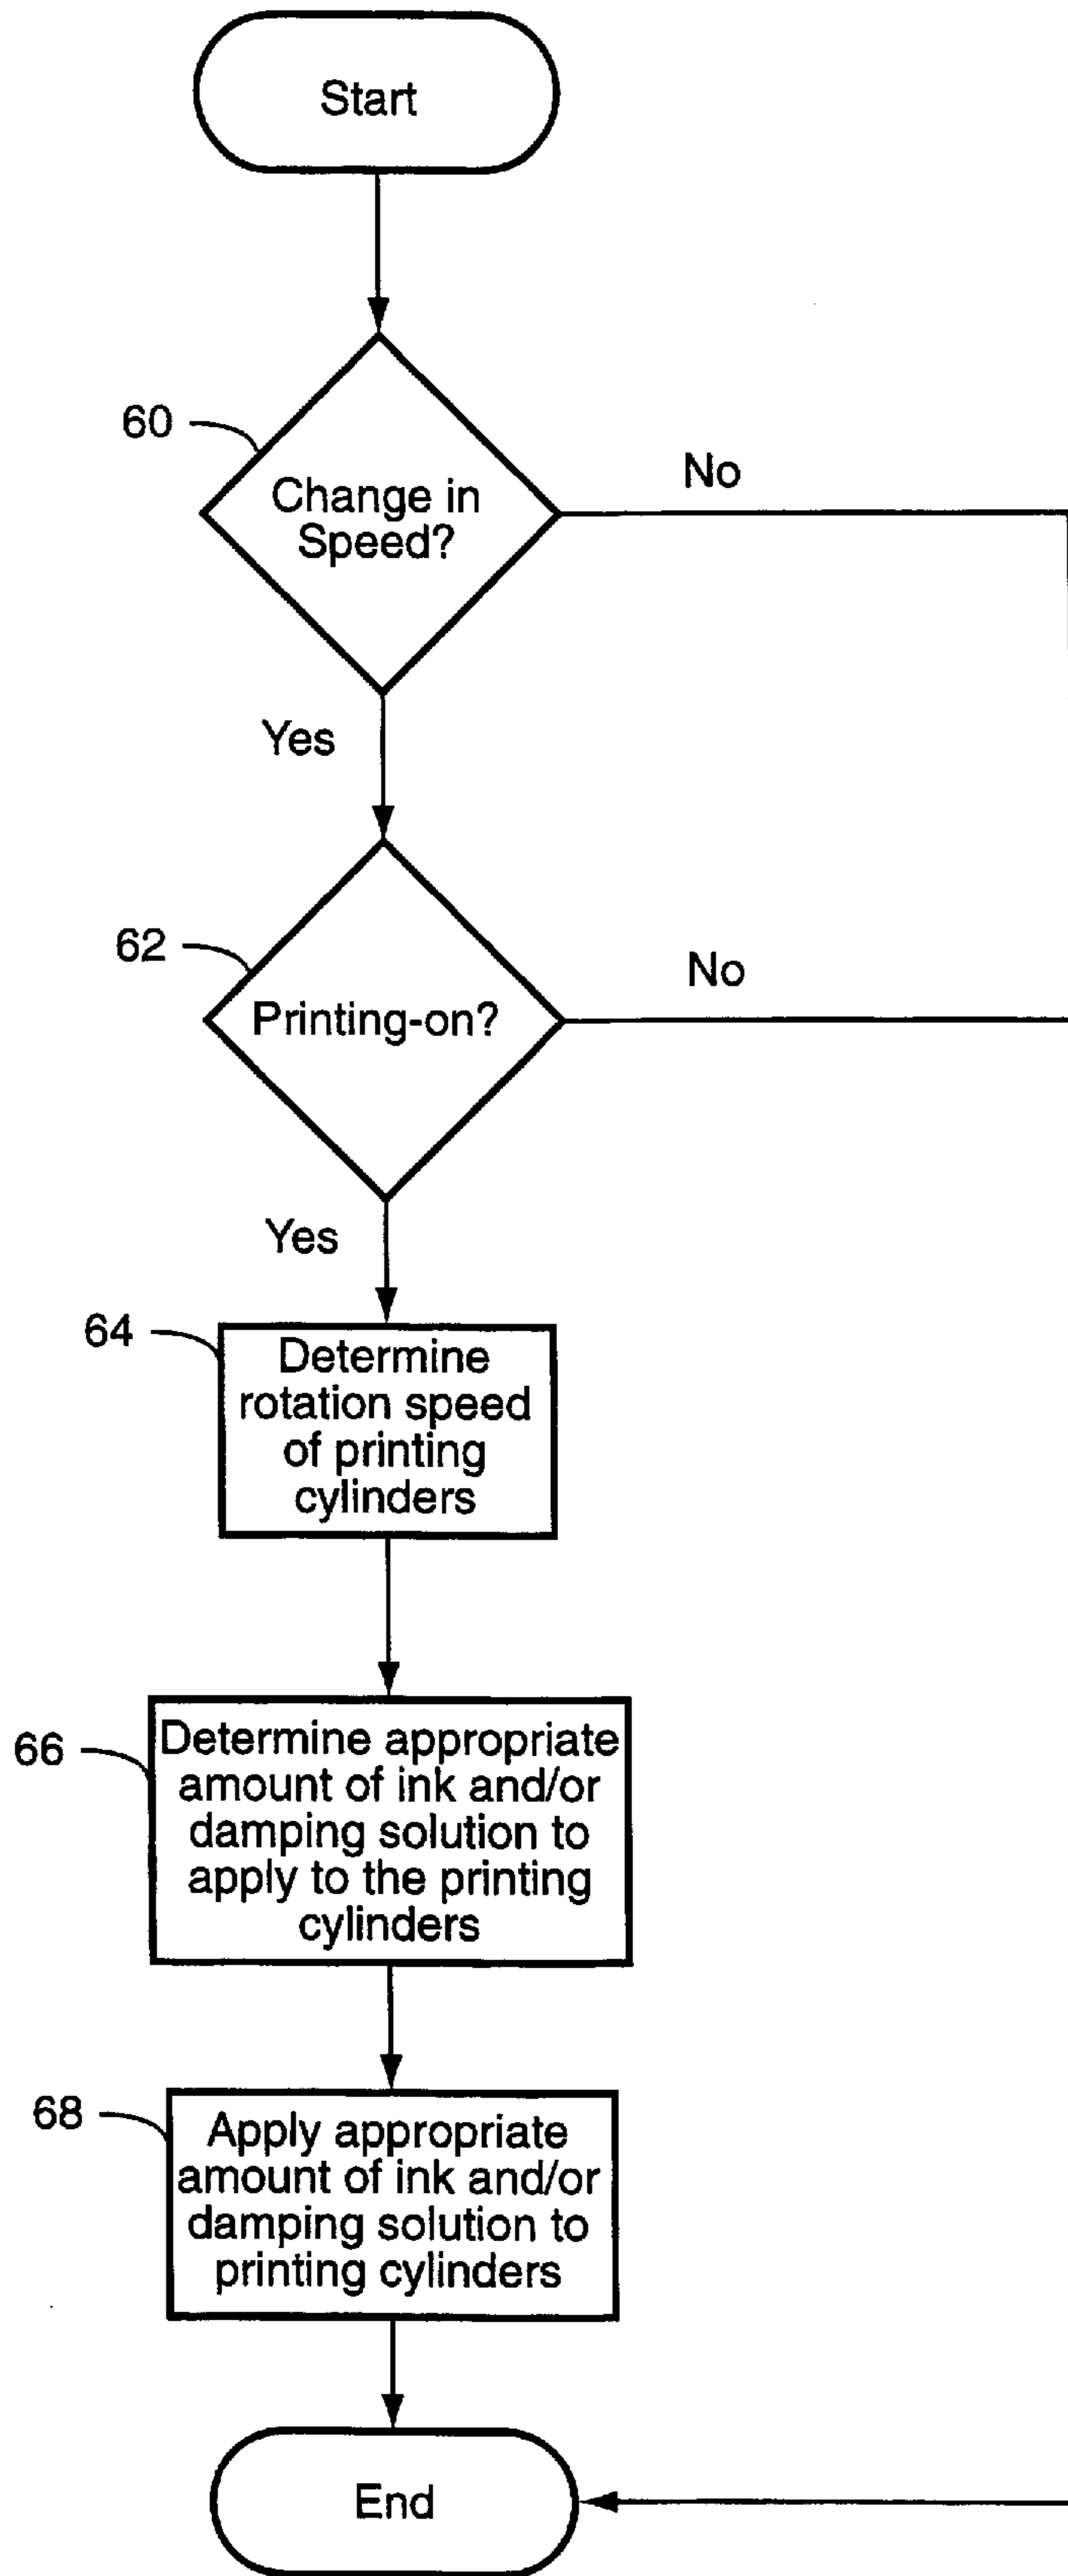 Start
60
Change in
Speed?
No
Yes
62
Printing-on?
No
Yes
64
Determine
rotation speed
of printing
cylinders
66
Determine appropriate
amount of ink and/or
damping solution to
apply to the printing
cylinders
68
Apply appropriate
amount of ink and/or
damping solution to
printing cylinders
End